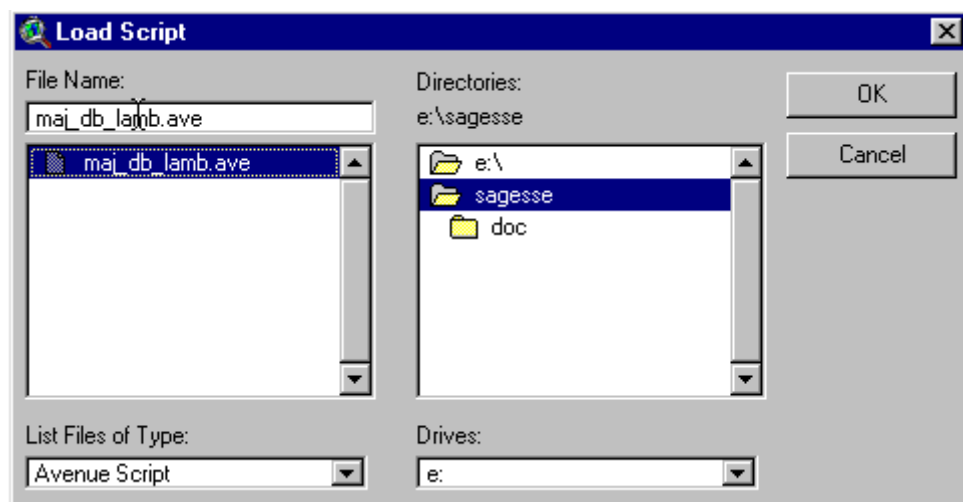 Load Script
File Name:
maj_db_lamb.ave
maj_db_lamb.ave
List Files of Type:
Avenue Script
Directories:
e:\sagesse
e:\
sagesse
doc
Drives:
e:
OK
Cancel